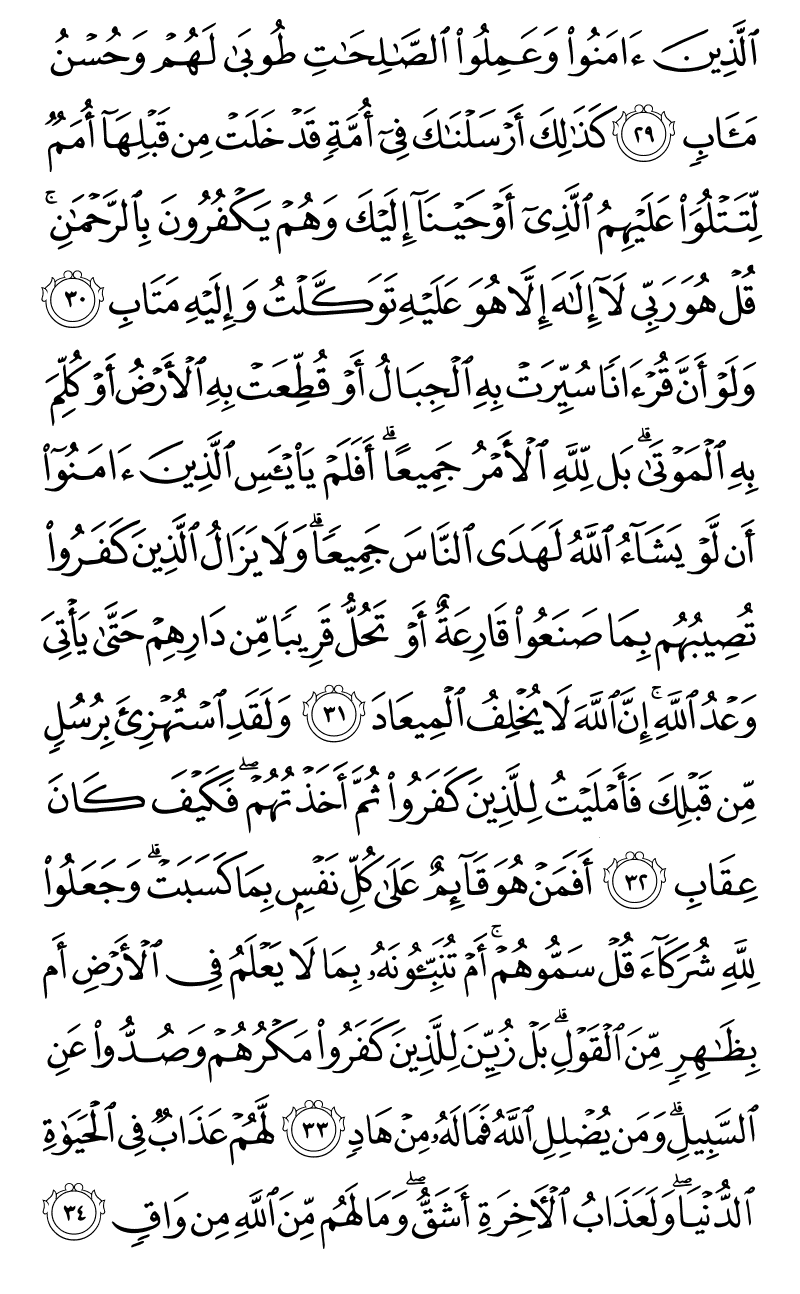 ٱلَّذِينَ ءَامَنُوا۟ وَعَمِلُوا۟ ٱلصَّـٰلِحَـٰتِ طُوبَىٰ لَهُمْ وَحُسْنُ
مَـَٔابٍ ٢٩ كَذَٰلِكَ أَرْسَلْنَـٰكَ فِىٓ أُمَّةٍ قَدْ خَلَتْ مِن قَبْلِهَآ أُمَمٌ
لِّتَتْلُوَا۟ عَلَيْهِمُ ٱلَّذِىٓ أَوْحَيْنَآ إِلَيْكَ وَهُمْ يَكْفُرُونَ بِٱلرَّحْمَـٰنِ ۚ
قُلْ هُوَ رَبِّى لَآ إِلَـٰهَ إِلَّا هُوَ عَلَيْهِ تَوَكَّلْتُ وَإِلَيْهِ مَتَابِ ٣٠
وَلَوْ أَنَّ قُرْءَانًا سُيِّرَتْ بِهِ ٱلْجِبَالُ أَوْ قُطِّعَتْ بِهِ ٱلْأَرْضُ أَوْ كُلِّمَ
بِهِ ٱلْمَوْتَىٰ ۗ بَل لِّلَّهِ ٱلْأَمْرُ جَمِيعًا ۗ أَفَلَمْ يَا۟يْـَٔسِ ٱلَّذِينَ ءَامَنُوٓا۟
أَن لَّوْ يَشَآءُ ٱللَّهُ لَهَدَى ٱلنَّاسَ جَمِيعًا ۗ وَلَا يَزَالُ ٱلَّذِينَ كَفَرُوا۟
تُصِيبُهُم بِمَا صَنَعُوا۟ قَارِعَةٌ أَوْ تَحُلُّ قَرِيبًا مِّن دَارِهِمْ حَتَّىٰ يَأْتِىَ
وَعْدُ ٱللَّهِ ۚ إِنَّ ٱللَّهَ لَا يُخْلِفُ ٱلْمِيعَادَ ٣١ وَلَقَدِ ٱسْتُهْزِئَ بِرُسُلٍ
مِّن قَبْلِكَ فَأَمْلَيْتُ لِلَّذِينَ كَفَرُوا۟ ثُمَّ أَخَذْتُهُمْ ۖ فَكَيْفَ كَانَ
عِقَابِ ٣٢ أَفَمَنْ هُوَ قَآئِمٌ عَلَىٰ كُلِّ نَفْسٍۭ بِمَا كَسَبَتْ ۗ وَجَعَلُوا۟
لِلَّهِ شُرَكَآءَ قُلْ سَمُّوهُمْ ۚ أَمْ تُنَبِّـُٔونَهُۥ بِمَا لَا يَعْلَمُ فِى ٱلْأَرْضِ أَم
بِظَـٰهِرٍ مِّنَ ٱلْقَوْلِ ۗ بَلْ زُيِّنَ لِلَّذِينَ كَفَرُوا۟ مَكْرُهُمْ وَصُدُّوا۟ عَنِ
ٱلسَّبِيلِ ۗ وَمَن يُضْلِلِ ٱللَّهُ فَمَا لَهُۥ مِنْ هَادٍ ٣٣ لَّهُمْ عَذَابٌ فِى ٱلْحَيَوٰةِ
ٱلدُّنْيَا ۖ وَلَعَذَابُ ٱلْـَٔاخِرَةِ أَشَقُّ ۖ وَمَا لَهُم مِّنَ ٱللَّهِ مِن وَاقٍ ٣٤